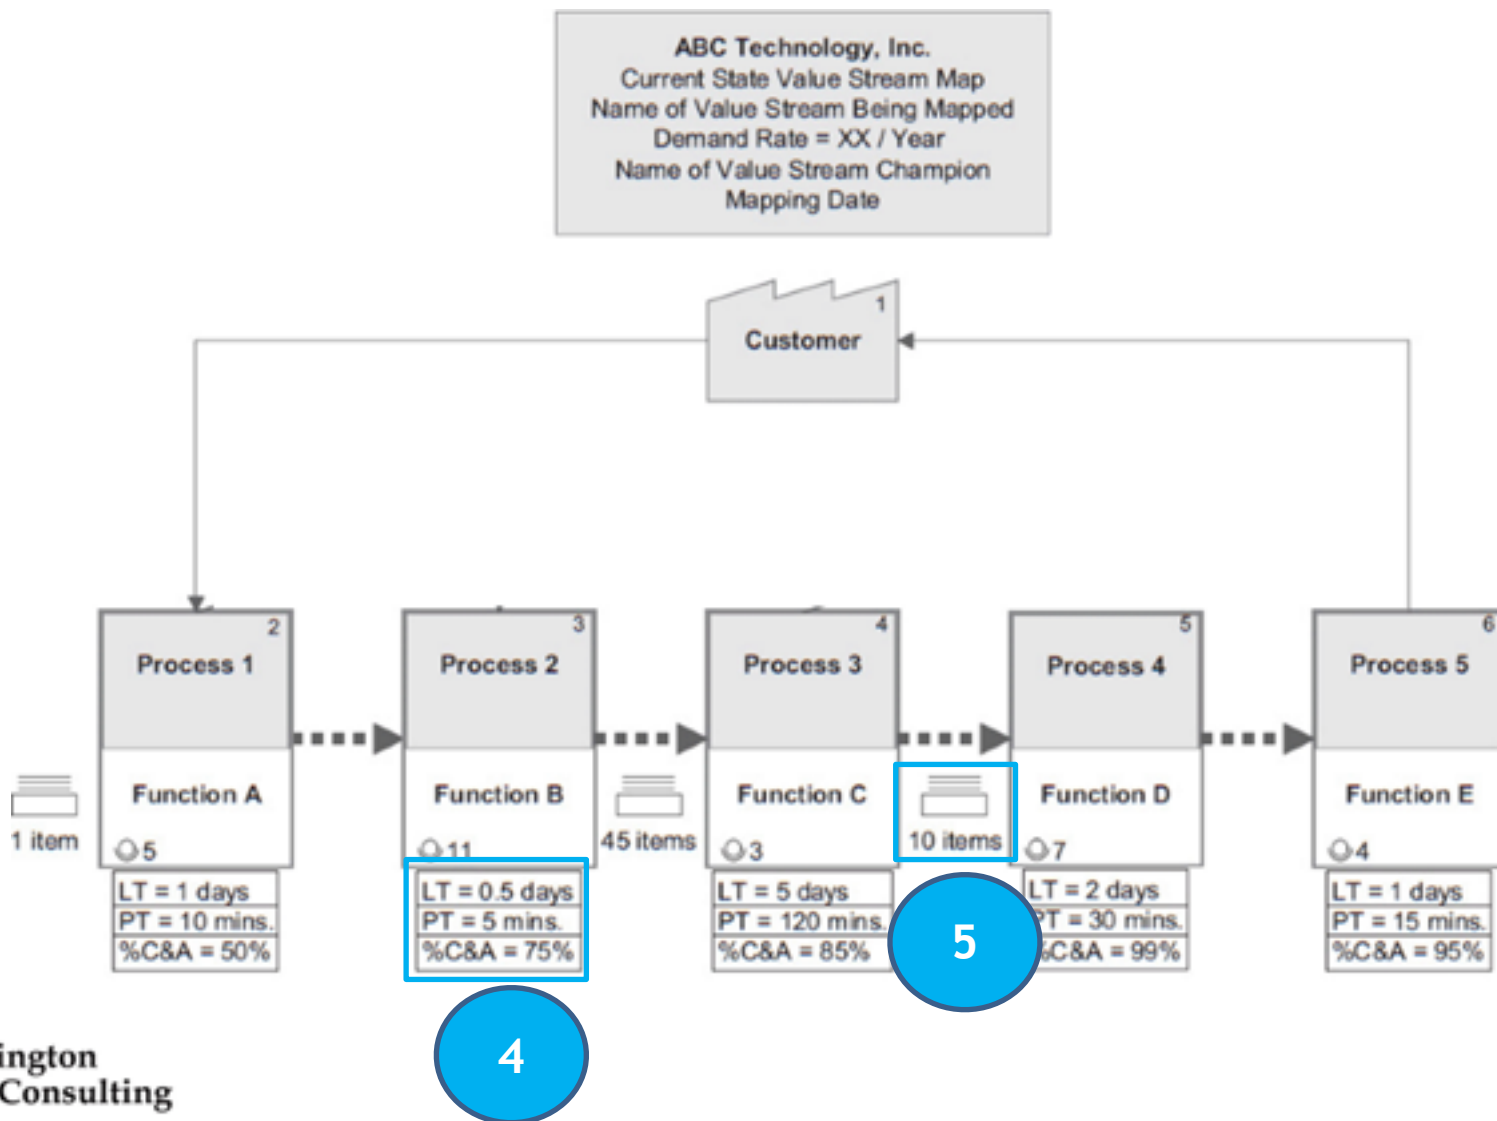 ABC Technology, Inc.
Current State Value Stream Map
Name of Value Stream Being Mapped
Demand Rate = XX / Year
Name of Value Stream Champion
Mapping Date
1
Customer
2
Process 1
3
Process 2
4
Process 3
5
Process 4
6
Process 5
1 item
Function A
5
Function B
11
45 items
Function C
3
10 items
Function D
7
Function E
4
LT = 1 days
PT = 10 mins.
%C&A = 50%
LT = 0.5 days
PT = 5 mins.
%C&A = 75%
LT = 5 days
PT = 120 mins.
%C&A = 85%
LT = 2 days
PT = 30 mins.
%C&A = 99%
LT = 1 days
PT = 15 mins.
%C&A = 95%
5
4
ington
Consulting